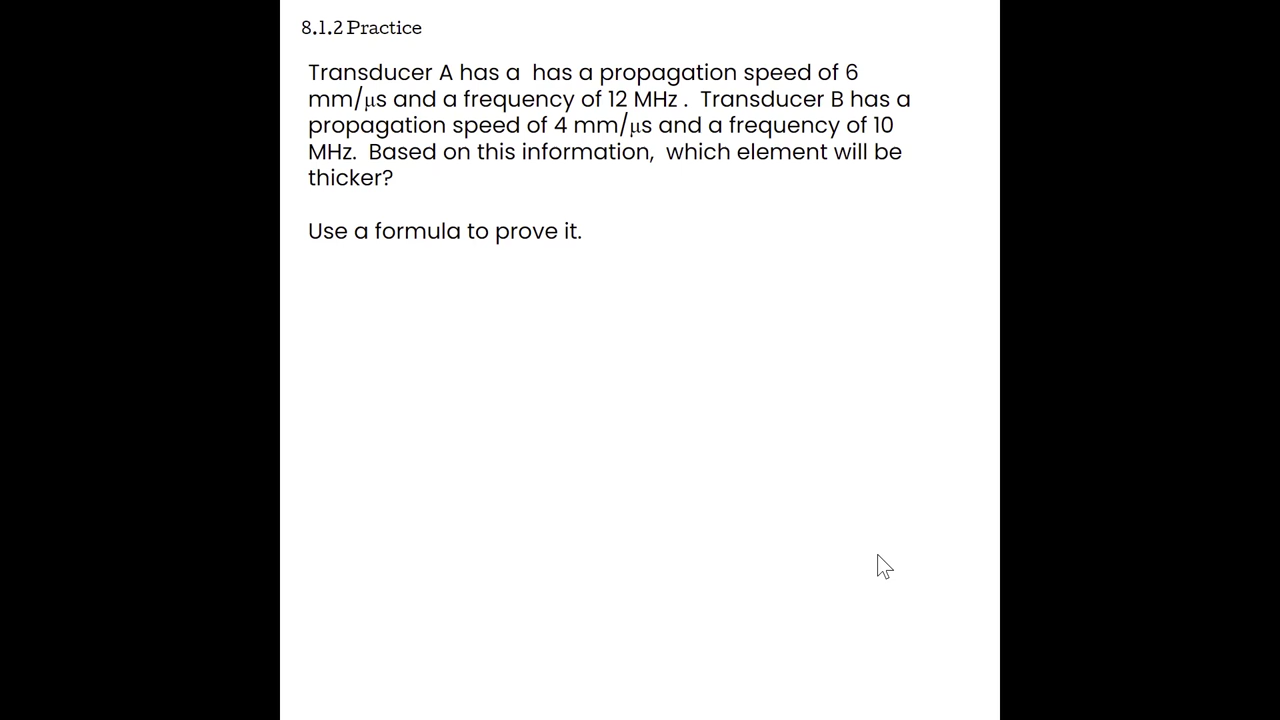 8.1.2 Practice
Transducer A has a  has a propagation speed of 6
mm/μs and a frequency of 12 MHz .  Transducer B has a
propagation speed of 4 mm/μs and a frequency of 10
MHz.  Based on this information,  which element will be
thicker?
Use a formula to prove it.